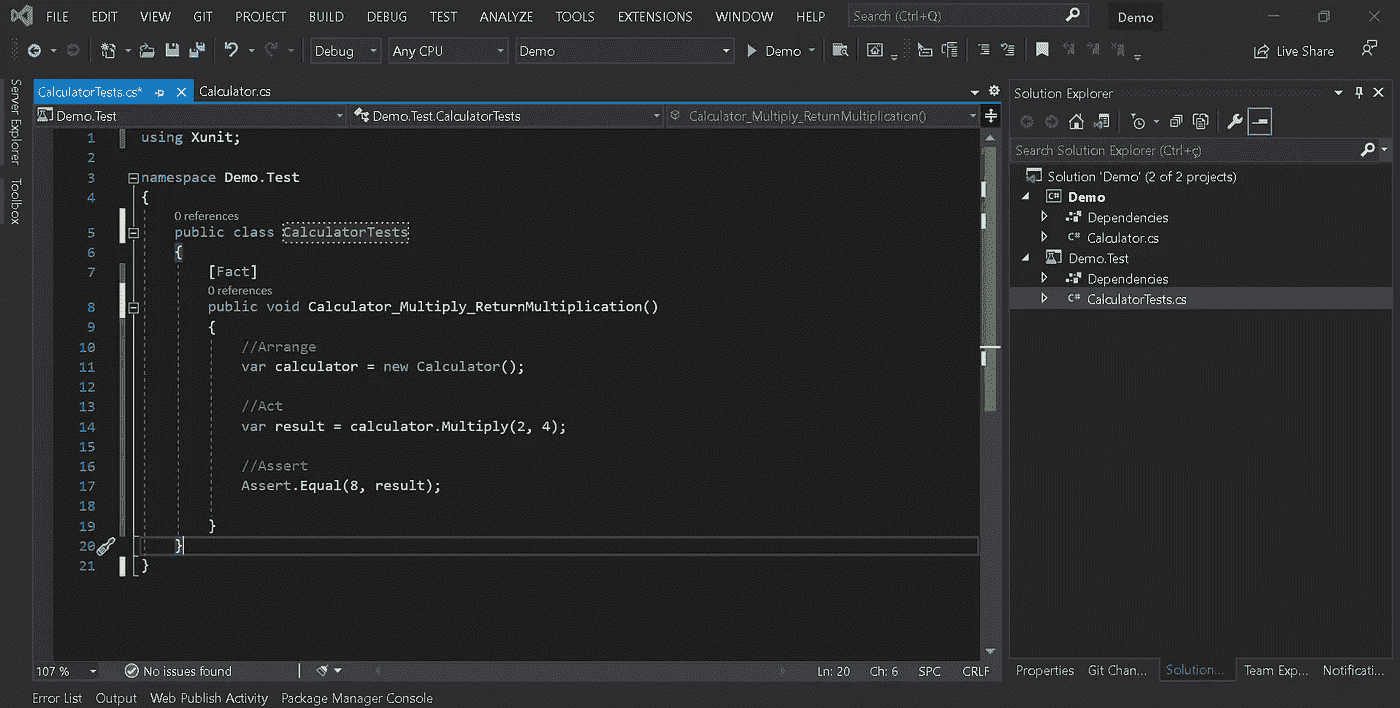 FILE EDIT VIEW GIT PROJECT BUILD DEBUG TEST ANALYZE TOOLS EXTENSIONS WINDOW HELP Search (Ctrl+Q) Demo
Debug Any CPU Demo Demo Live Share
Server Explorer
Toolbox
CalculatorTests.cs* Calculator.cs
Demo.Test Demo.Test.CalculatorTests Calculator_Multiply_ReturnMultiplication()
1 using Xunit;
2
3 namespace Demo.Test
4 {
0 references
5 public class CalculatorTests
6 {
7 [Fact]
0 references
8 public void Calculator_Multiply_ReturnMultiplication()
9 {
10 //Arrange
11 var calculator = new Calculator();
12
13 //Act
14 var result = calculator.Multiply(2, 4);
15
16 //Assert
17 Assert.Equal(8, result);
18
19 }
20 }
21 }
107 % No issues found Ln: 20 Ch: 6 SPC CRLF
Error List Output Web Publish Activity Package Manager Console
Solution Explorer
Search Solution Explorer (Ctrl+ç)
Solution 'Demo' (2 of 2 projects)
C# Demo
Dependencies
C# Calculator.cs
Demo.Test
Dependencies
C# CalculatorTests.cs
Properties Git Chan... Solution... Team Exp... Notificati...